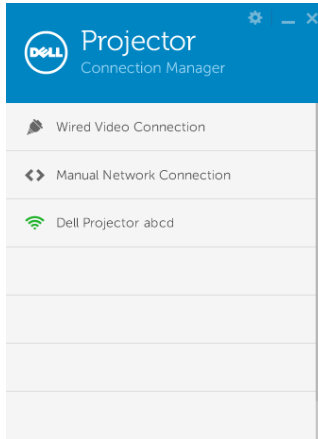 DELL
Projector
Connection Manager
Wired Video Connection
Manual Network Connection
Dell Projector abcd